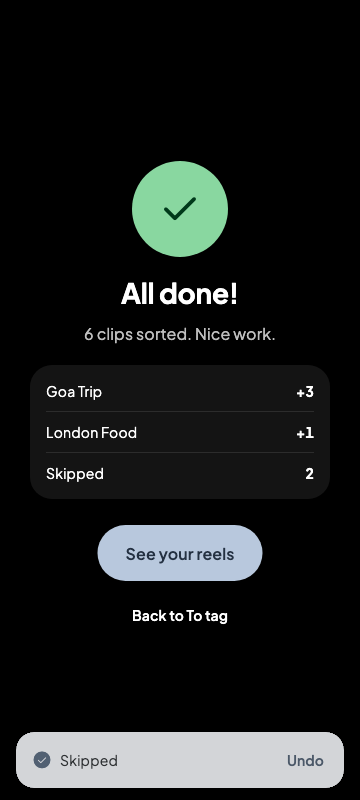 All done!
6 clips sorted. Nice work.
Goa Trip +3
London Food +1
Skipped 2
See your reels
Back to To tag
Skipped Undo